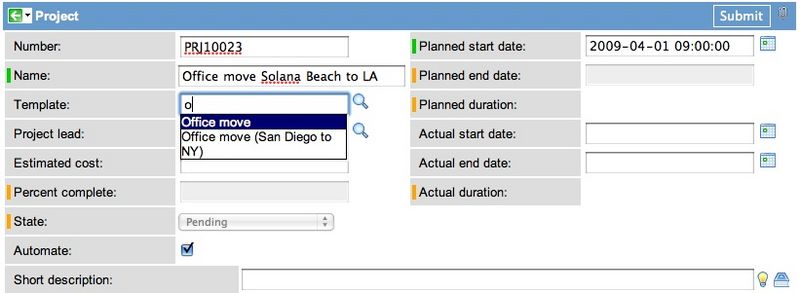 Project
Submit
Number:
PRJ10023
Planned start date:
2009-04-01 09:00:00
Name:
Office move Solana Beach to LA
Planned end date:
Template:
o
Planned duration:
Office move
Office move (San Diego to
NY)
Project lead:
Actual start date:
Estimated cost:
Actual end date:
Percent complete:
Actual duration:
State:
Pending
Automate:
Short description: